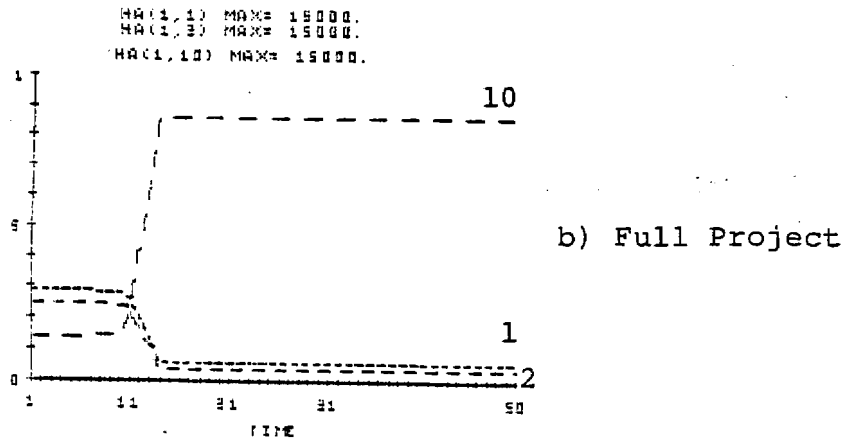 HA(1,1) MAX= 15000.
HA(1,3) MAX= 15000.
HA(1,10) MAX= 15000.
1
10
5
b) Full Project
1
0
2
1 11 21 31 50
TIME